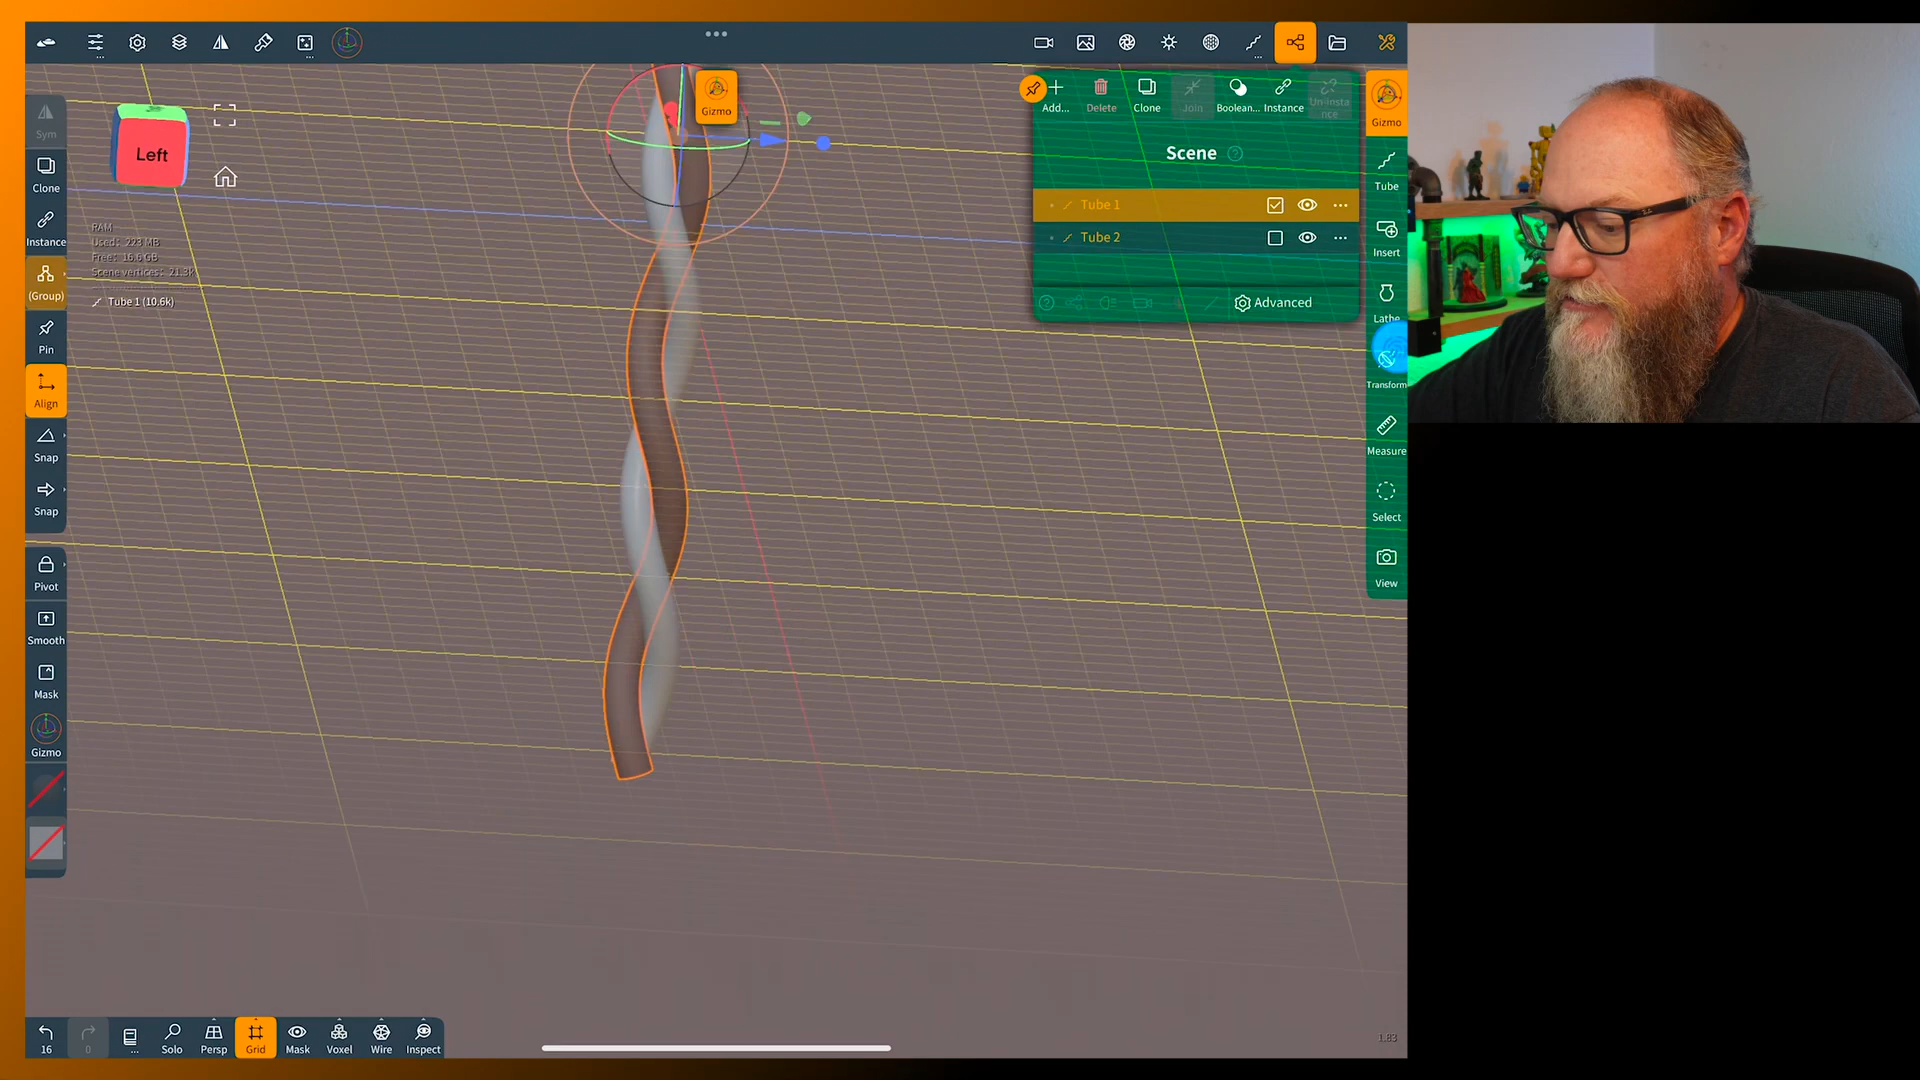 Sym
Clone
Instance
(Group)
Pin
Align
Snap
Snap
Pivot
Smooth
Mask
Gizmo
Left
RAM
Used: 223 MB
Free: 16.6 GB
Scene vertices: 21.3k
Tube 1 (10.6k)
Gizmo
Add...
Delete
Clone
Join
Boolean...
Instance
Un-insta
nce
Scene
Tube 1
Tube 2
Advanced
Gizmo
Tube
Insert
Lathe
Transform
Measure
Select
View
1.83
16
0
...
Solo
Persp
Grid
Mask
Voxel
Wire
Inspect